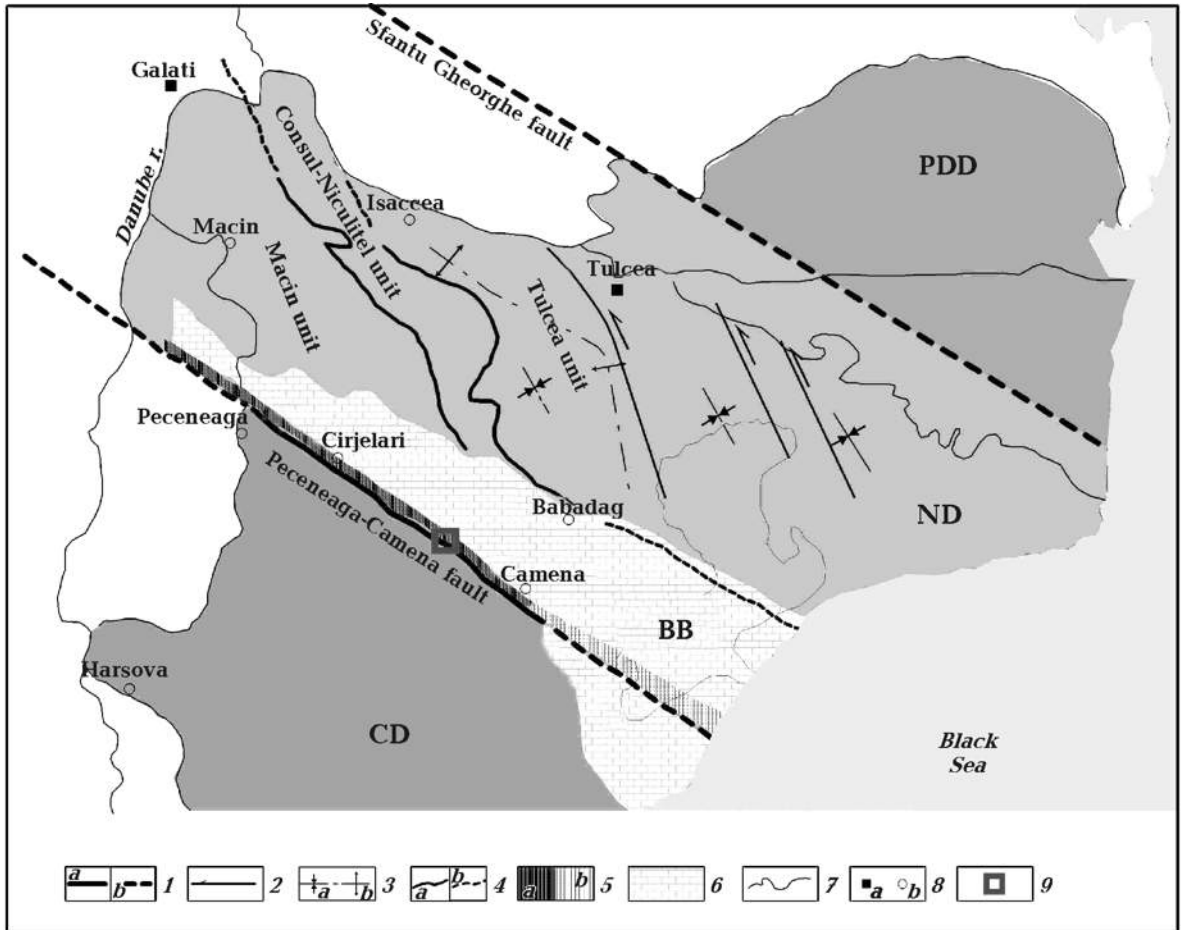 Galati
Sfantu Gheorghe fault
PDD
Consul-Niculitel unit
Danube r.
Isaccea
Macin
Macin unit
Tulcea
Tulcea unit
Peceneaga
Cirjelari
Peceneaga-Camena fault
Babadag
ND
Camena
BB
Harsova
CD
Black
Sea
a b 1 2 a b 3 a b 4 a b 5 6 7 a b 8 9